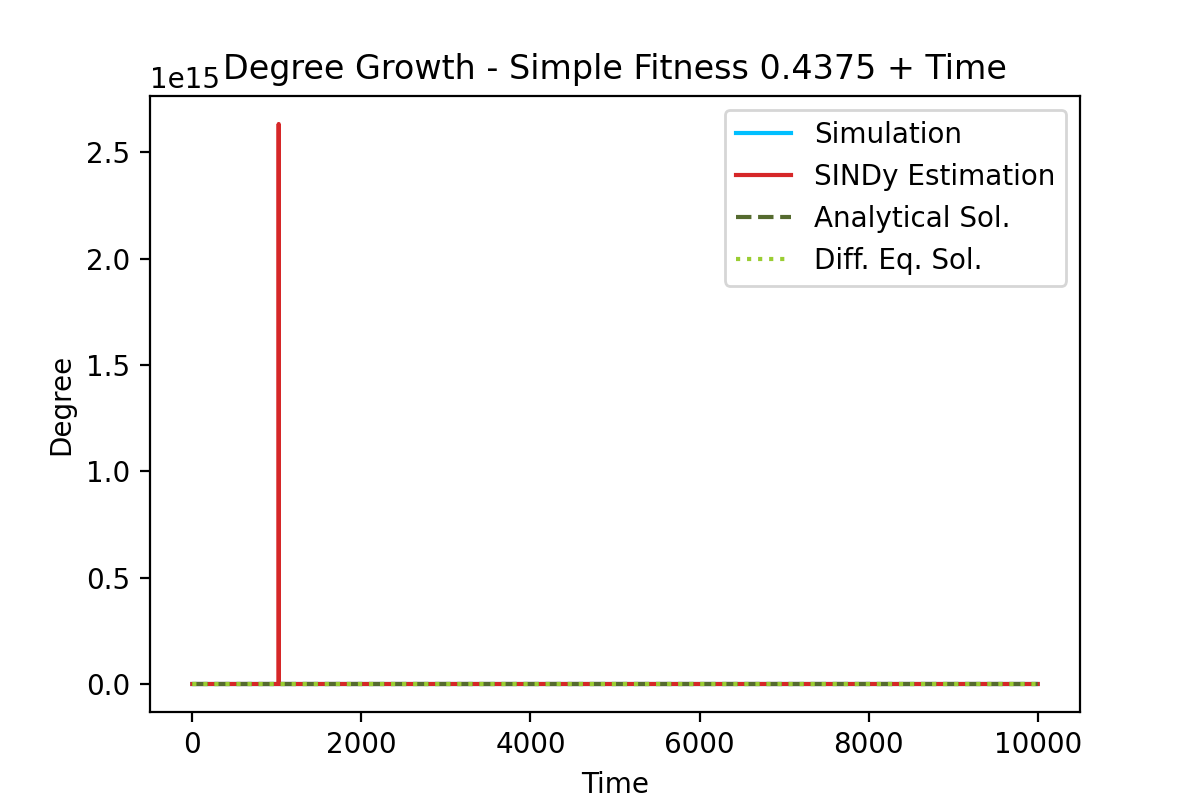 Degree Growth - Simple Fitness 0.4375 + Time
1e15
Simulation
SINDy Estimation
Analytical Sol.
Diff. Eq. Sol.
2.5
2.0
1.5
1.0
0.5
0.0
Degree
0 2000 4000 6000 8000 10000
Time